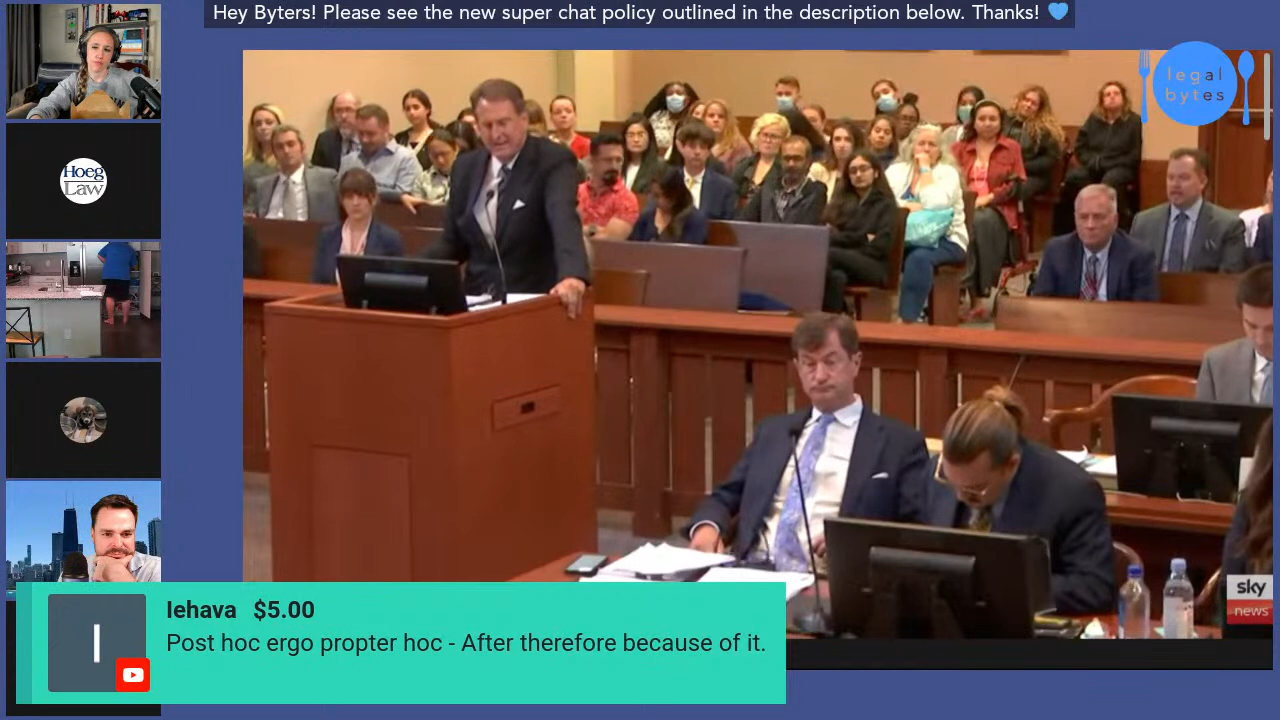 Hey Byters! Please see the new super chat policy outlined in the description below. Thanks! 💙
legal
bytes
Hoeg
Law
sky
news
I
Iehava $5.00
Post hoc ergo propter hoc - After therefore because of it.